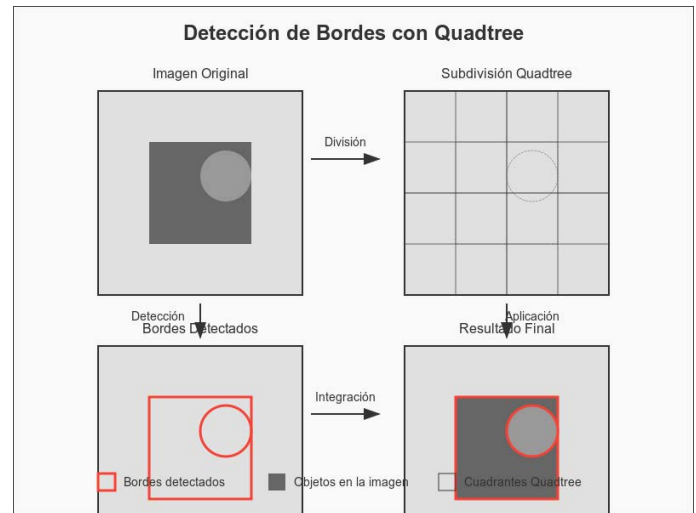 Detección de Bordes con Quadtree
Imagen Original
Subdivisión Quadtree
División
Detección
Aplicación
Bordes Detectados
Resultado Final
Integración
Bordes detectados
Objetos en la imagen
Cuadrantes Quadtree